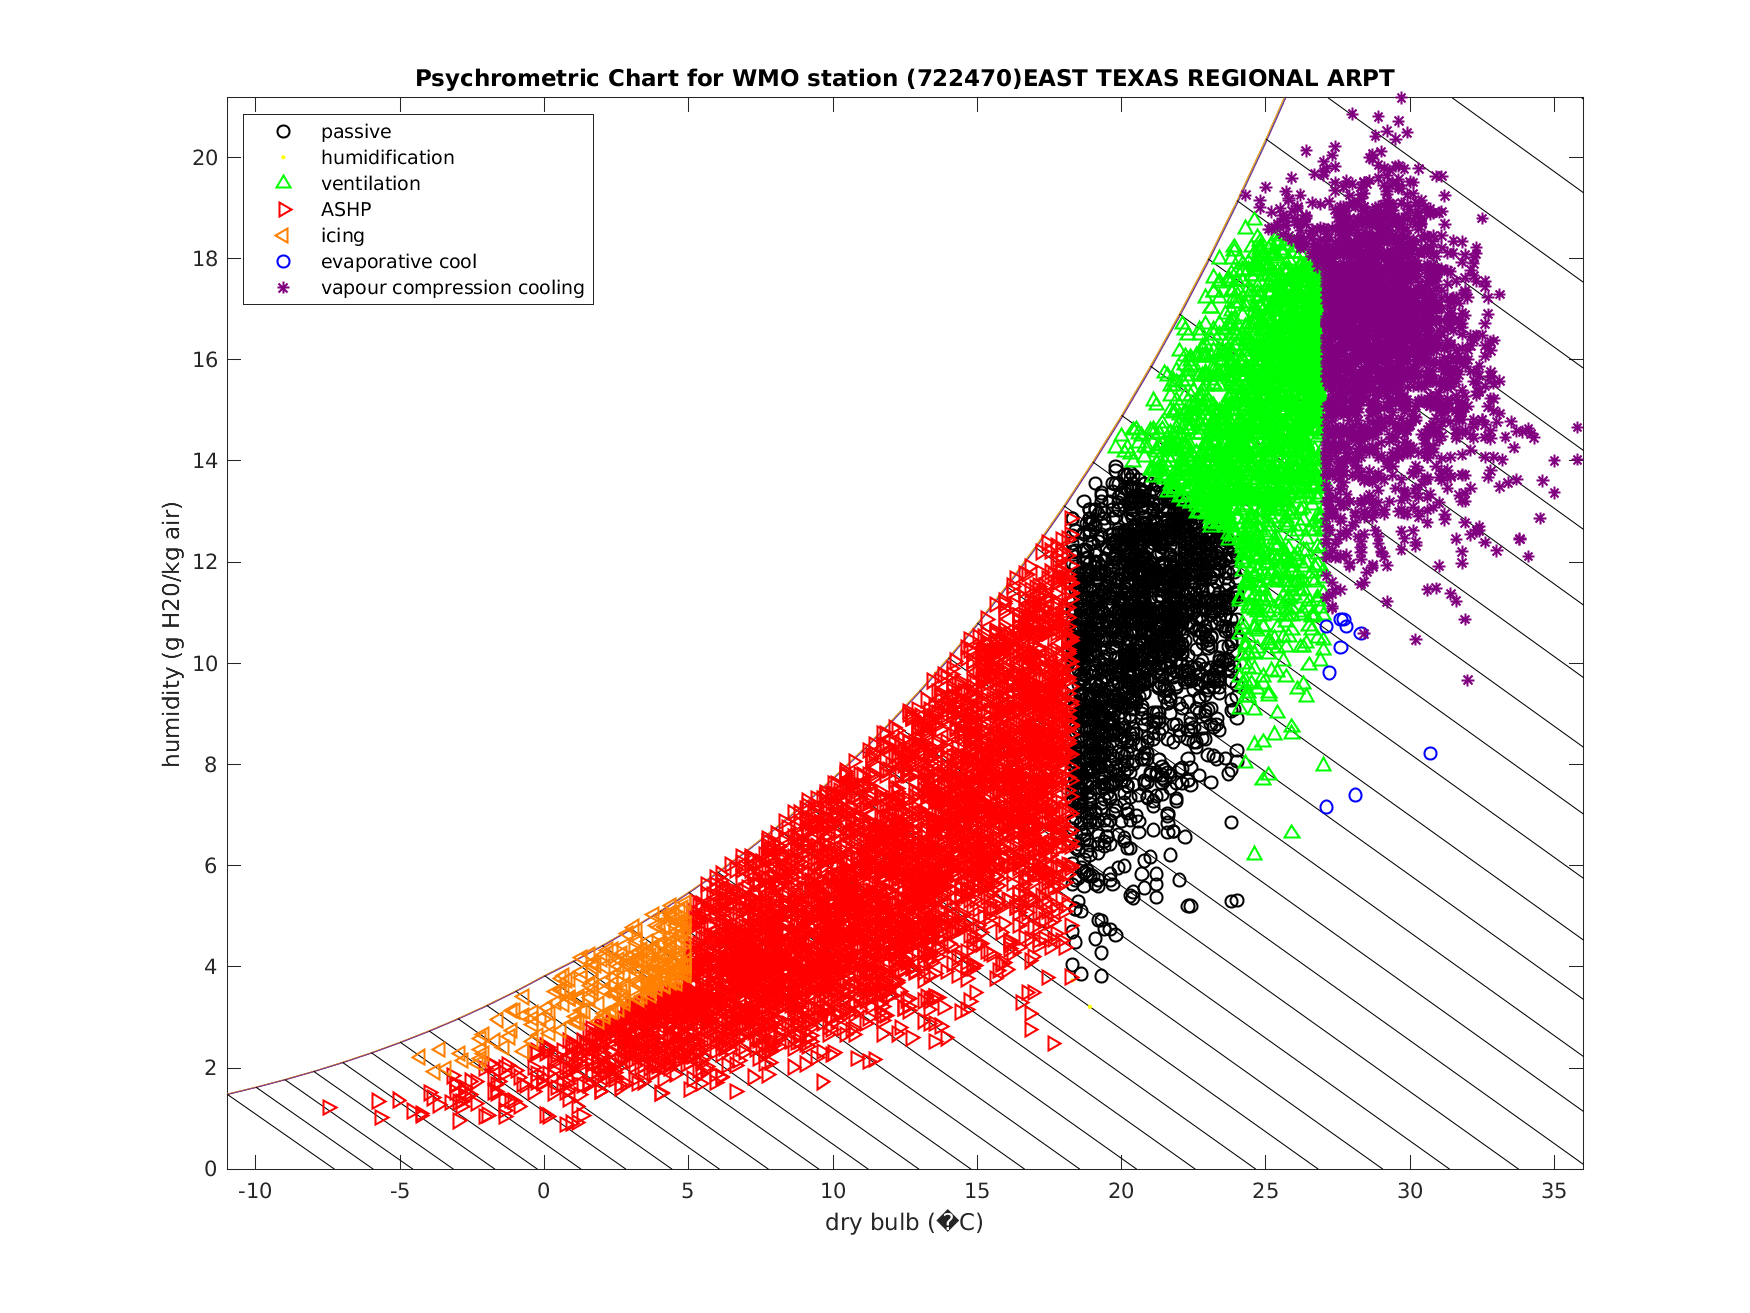 Psychrometric Chart for WMO station (722470)EAST TEXAS REGIONAL ARPT
passive
humidification
ventilation
ASHP
icing
evaporative cool
vapour compression cooling
humidity (g H20/kg air)
20
18
16
14
12
10
8
6
4
2
0
-10 -5 0 5 10 15 20 25 30 35
dry bulb (�C)